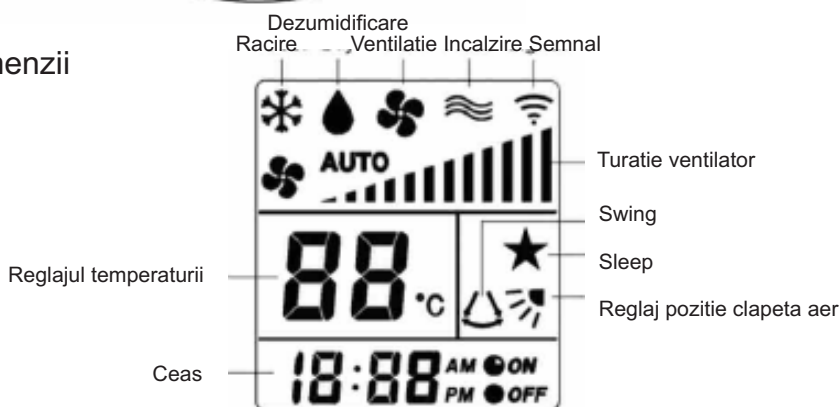 Dezumidificare
Racire Ventilatie Incalzire Semnal
AUTO
Turatie ventilator
Swing
88 °C
Sleep
Reglajul temperaturii
Reglaj pozitie clapeta aer
Ceas
18:88 AM ON
PM OFF